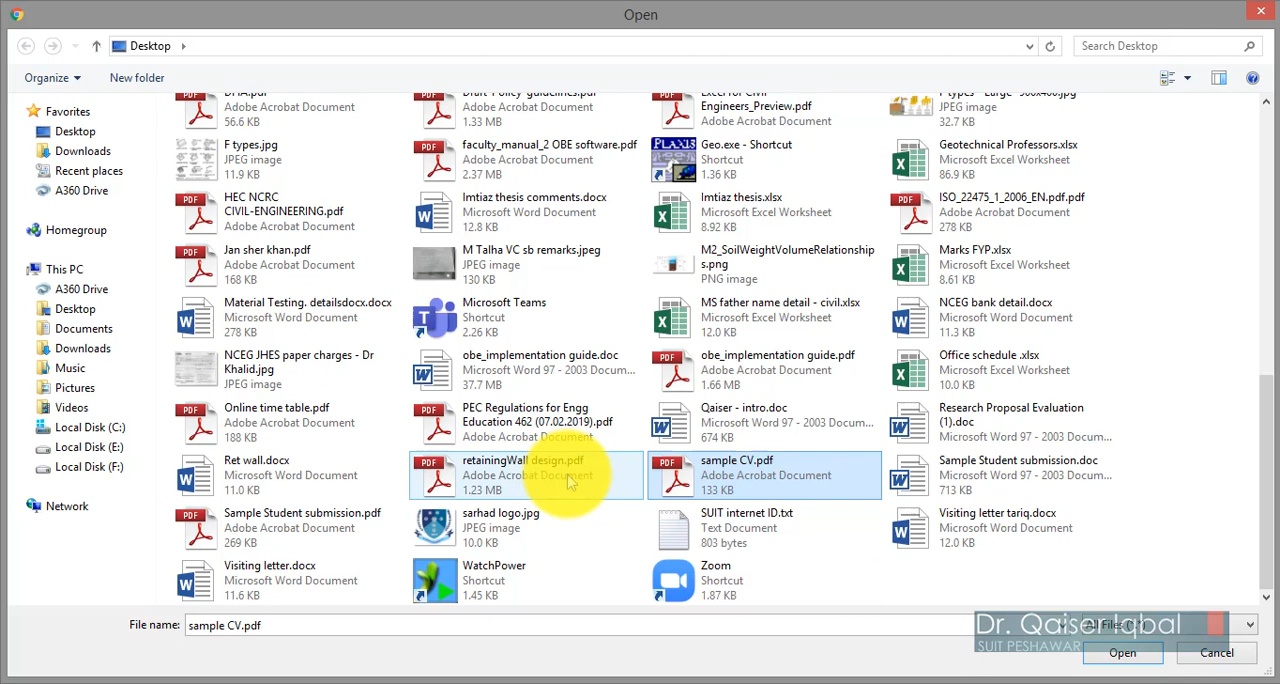 Open
Desktop
Search Desktop
Organize
New folder
Favorites
Desktop
Downloads
Recent places
A360 Drive
Homegroup
This PC
A360 Drive
Desktop
Documents
Downloads
Music
Pictures
Videos
Local Disk (C:)
Local Disk (E:)
Local Disk (F:)
Network
Adobe Acrobat Document
56.6 KB
Adobe Acrobat Document
1.33 MB
Engineers_Preview.pdf
Adobe Acrobat Document
JPEG image
32.7 KB
F types.jpg
JPEG image
11.9 KB
faculty_manual_2 OBE software.pdf
Adobe Acrobat Document
2.37 MB
PLAXIS
Geo.exe - Shortcut
Shortcut
1.36 KB
Geotechnical Professors.xlsx
Microsoft Excel Worksheet
86.9 KB
HEC NCRC
CIVIL-ENGINEERING.pdf
Adobe Acrobat Document
Imtiaz thesis comments.docx
Microsoft Word Document
12.8 KB
Imtiaz thesis.xlsx
Microsoft Excel Worksheet
8.92 KB
ISO_22475_1_2006_EN.pdf.pdf
Adobe Acrobat Document
278 KB
Jan sher khan.pdf
Adobe Acrobat Document
168 KB
M Talha VC sb remarks.jpeg
JPEG image
130 KB
M2_SoilWeightVolumeRelationship
s.png
PNG image
Marks FYP.xlsx
Microsoft Excel Worksheet
8.61 KB
Material Testing. detailsdocx.docx
Microsoft Word Document
278 KB
Microsoft Teams
Shortcut
2.26 KB
MS father name detail - civil.xlsx
Microsoft Excel Worksheet
12.0 KB
NCEG bank detail.docx
Microsoft Word Document
11.3 KB
NCEG JHES paper charges - Dr
Khalid.jpg
JPEG image
obe_implementation guide.doc
Microsoft Word 97 - 2003 Docum...
37.7 MB
obe_implementation guide.pdf
Adobe Acrobat Document
1.66 MB
Office schedule .xlsx
Microsoft Excel Worksheet
10.0 KB
Online time table.pdf
Adobe Acrobat Document
188 KB
PEC Regulations for Engg
Education 462 (07.02.2019).pdf
Adobe Acrobat Document
Qaiser - intro.doc
Microsoft Word 97 - 2003 Docum...
674 KB
Research Proposal Evaluation
(1).doc
Microsoft Word 97 - 2003 Docum...
Ret wall.docx
Microsoft Word Document
11.0 KB
retainingWall design.pdf
Adobe Acrobat Document
1.23 MB
sample CV.pdf
Adobe Acrobat Document
133 KB
Sample Student submission.doc
Microsoft Word 97 - 2003 Docum...
713 KB
Sample Student submission.pdf
Adobe Acrobat Document
269 KB
sarhad logo.jpg
JPEG image
10.0 KB
SUIT internet ID.txt
Text Document
803 bytes
Visiting letter tariq.docx
Microsoft Word Document
12.0 KB
Visiting letter.docx
Microsoft Word Document
11.6 KB
WatchPower
Shortcut
1.45 KB
Zoom
Shortcut
1.87 KB
File name:
sample CV.pdf
All Files (*.*)
Dr. Qaiser Iqbal
SUIT PESHAWAR
Open
Cancel